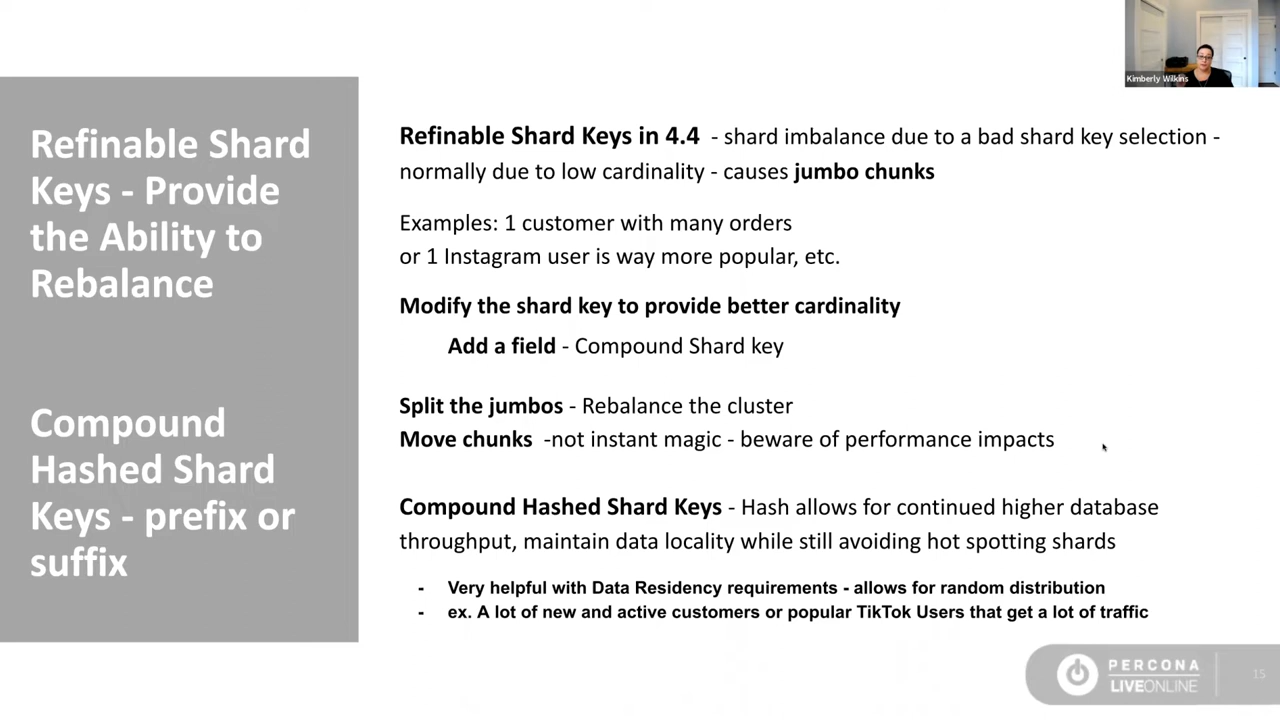 Kimberly Wilkins
Refinable Shard
Keys - Provide
the Ability to
Rebalance
Compound
Hashed Shard
Keys - prefix or
suffix
Refinable Shard Keys in 4.4 - shard imbalance due to a bad shard key selection -
normally due to low cardinality - causes jumbo chunks
Examples: 1 customer with many orders
or 1 Instagram user is way more popular, etc.
Modify the shard key to provide better cardinality
Add a field - Compound Shard key
Split the jumbos - Rebalance the cluster
Move chunks -not instant magic - beware of performance impacts
Compound Hashed Shard Keys - Hash allows for continued higher database
throughput, maintain data locality while still avoiding hot spotting shards
- Very helpful with Data Residency requirements - allows for random distribution
- ex. A lot of new and active customers or popular TikTok Users that get a lot of traffic
PERCONA
LIVEONLINE
15